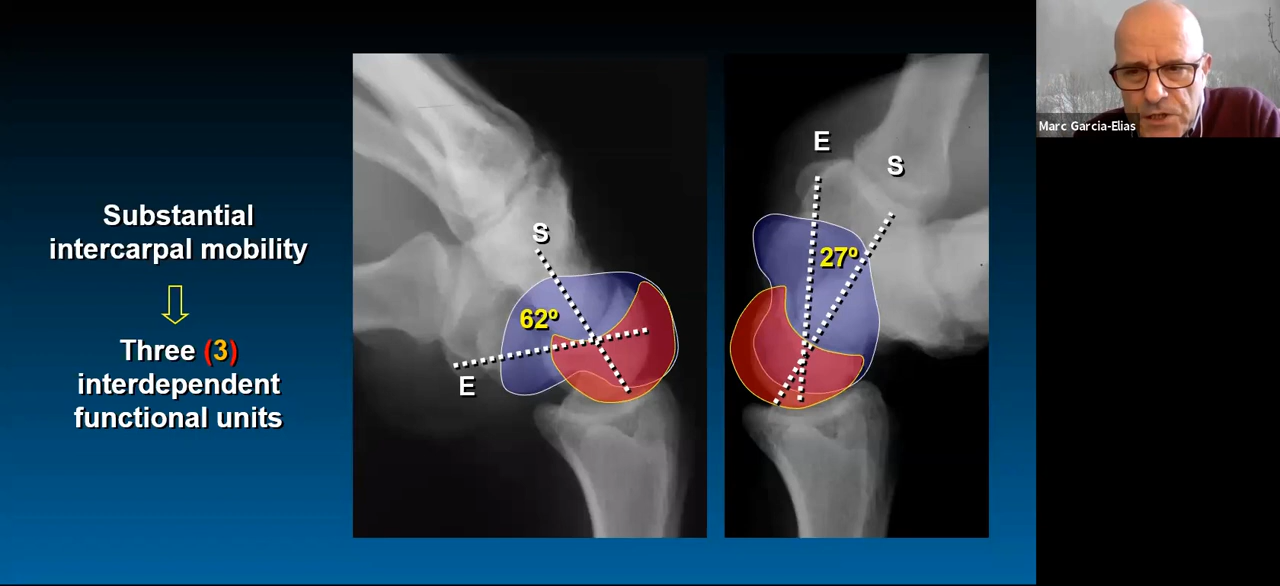 Substantial
intercarpal mobility
Three (3)
interdependent
functional units
S
62º
E
E
S
27º
Marc Garcia-Elias